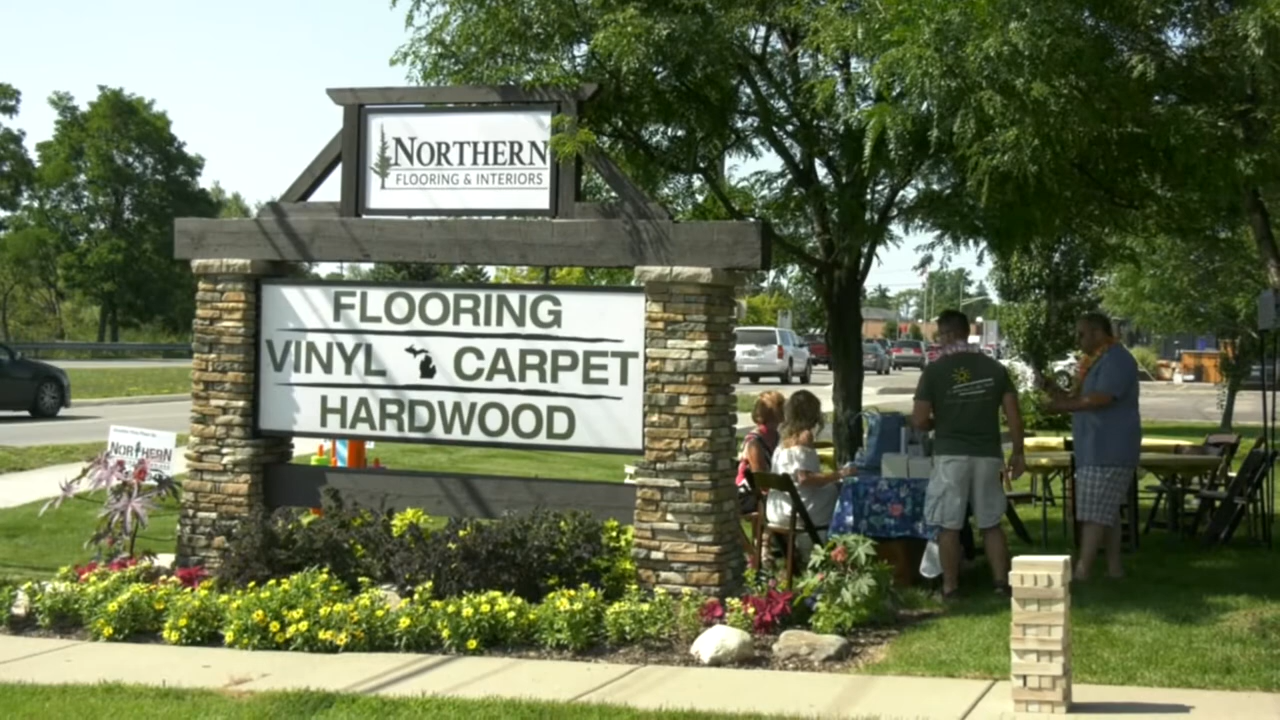 NORTHERN
FLOORING & INTERIORS
FLOORING
VINYL CARPET
HARDWOOD
NORTHERN